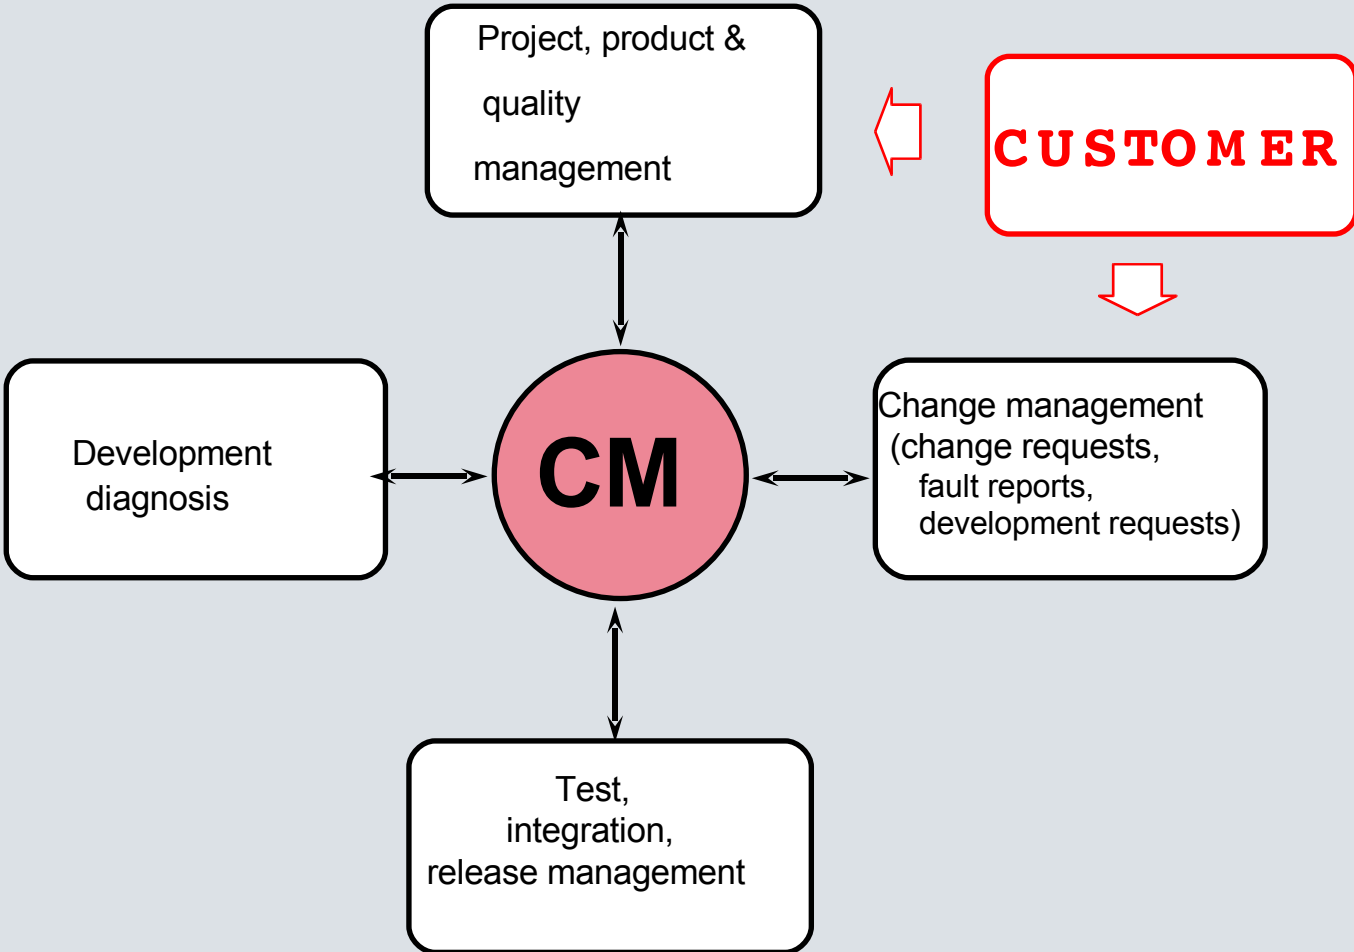 Project, product &
quality
management
CUSTOMER
Development
diagnosis
CM
Change management
(change requests,
fault reports,
development requests)
Test,
integration,
release management